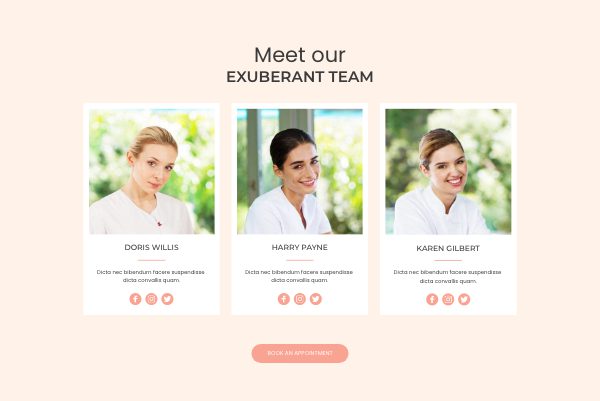 Meet our
EXUBERANT TEAM
DORIS WILLIS
Dicta nec bibendum facere suspendisse
dicta convallis quam.
HARRY PAYNE
Dicta nec bibendum facere suspendisse
dicta convallis quam.
KAREN GILBERT
Dicta nec bibendum facere suspendisse
dicta convallis quam.
BOOK AN APPOINTMENT